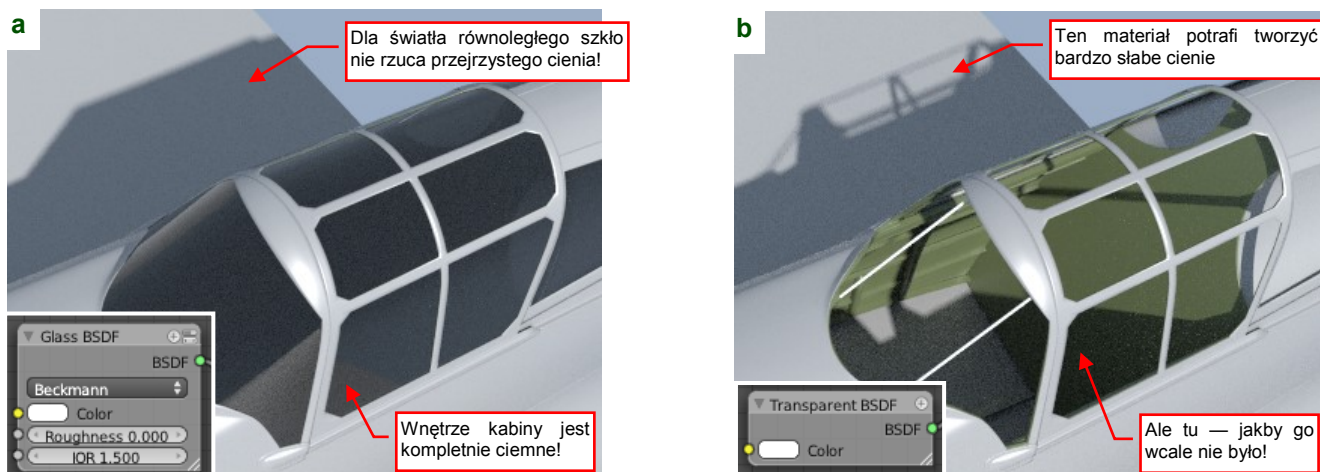 a
Dla światła równoległego szkło
nie rzuca przejrzystego cienia!
Glass BSDF
BSDF
Beckmann
Color
Roughness 0.000
IOR 1.500
Wnętrze kabiny jest
kompletnie ciemne!
b
Ten materiał potrafi tworzyć
bardzo słabe cienie
Transparent BSDF
BSDF
Color
Ale tu — jakby go
wcale nie było!